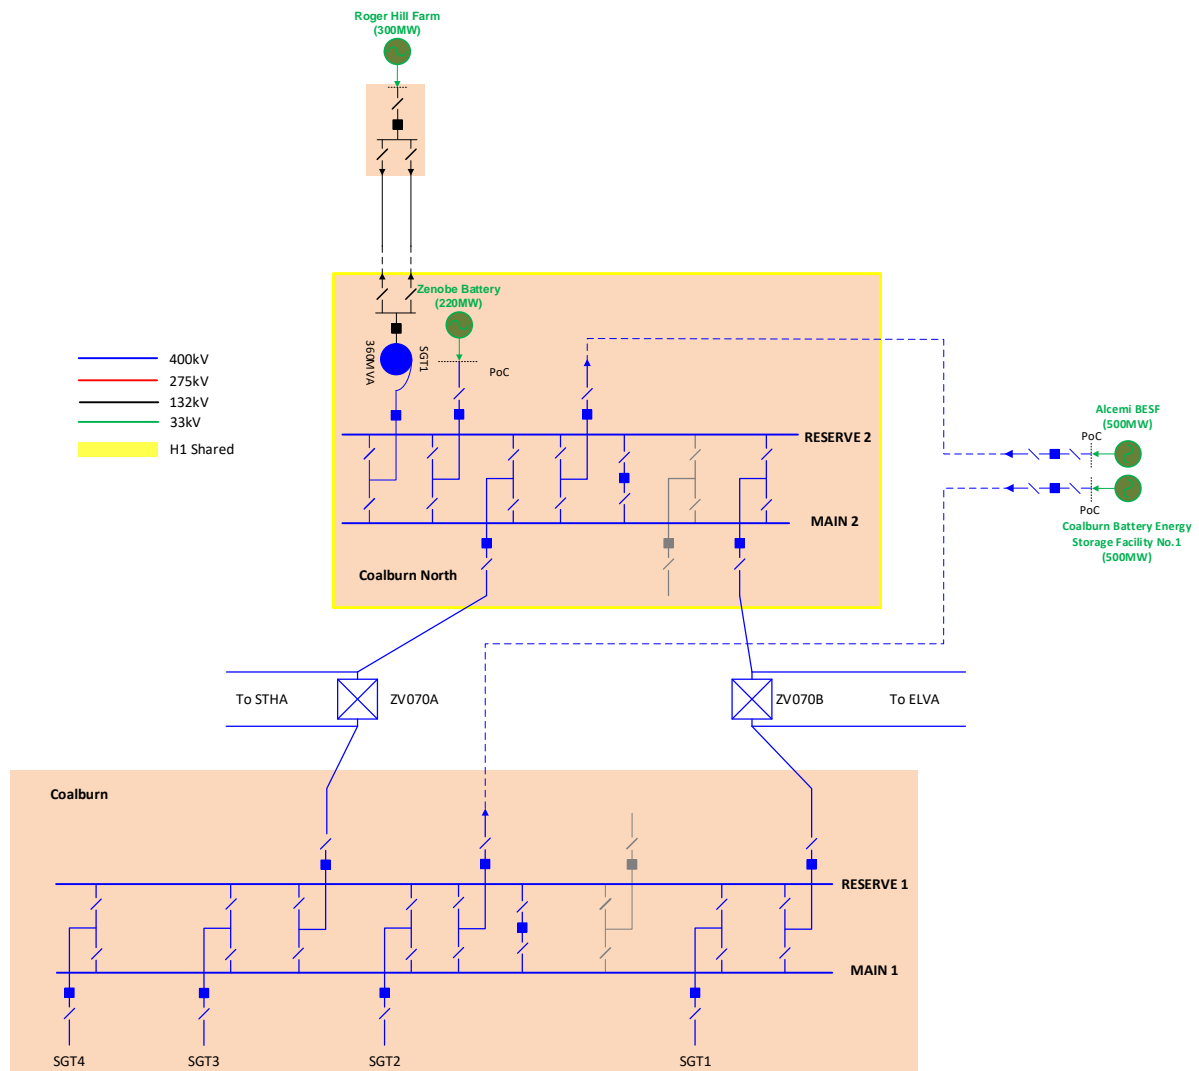 Roger Hill Farm
(300MW)
Zenobe Battery
(220MW)
360MVA
SGT1
PoC
400kV
275kV
132kV
33kV
H1 Shared
RESERVE 2
MAIN 2
Coalburn North
Alcemi BESF
(500MW)
PoC
PoC
Coalburn Battery Energy
Storage Facility No.1
(500MW)
To STHA
ZV070A
ZV070B
To ELVA
Coalburn
RESERVE 1
MAIN 1
SGT4
SGT3
SGT2
SGT1